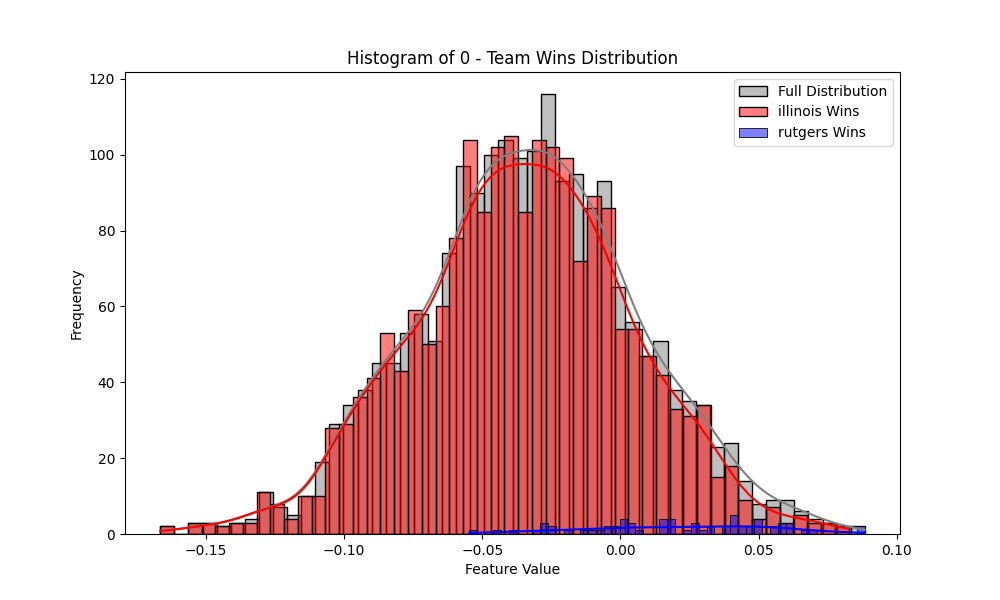 Histogram of 0 - Team Wins Distribution
Full Distribution
illinois Wins
rutgers Wins
Frequency
120
100
80
60
40
20
0
−0.15
−0.10
−0.05
0.00
0.05
0.10
Feature Value